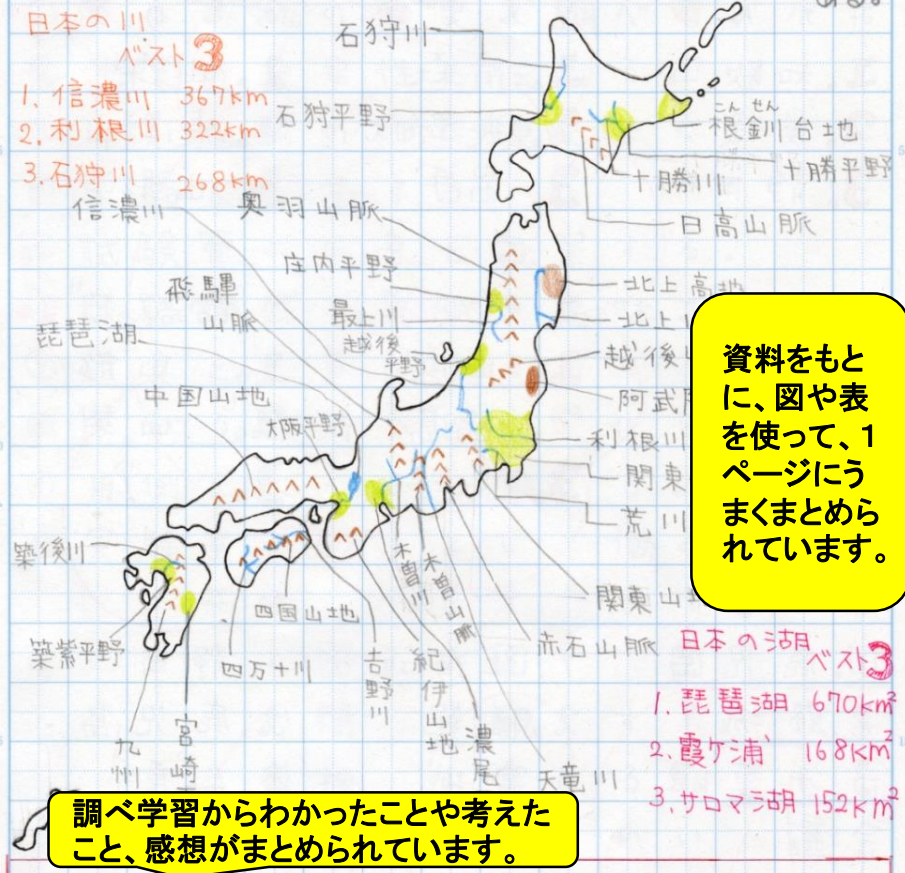 日本の川
ベスト3
1. 信濃川 367km
2. 利根川 322km
3. 石狩川 268km
石狩川
石狩平野
こんせん
根釧台地
十勝平野
十勝川
日高山脈
信濃川
奥羽山脈
庄内平野
飛騨
山脈
最上川
越後
平野
琵琶湖
中国山地
大阪平野
北上高地
北上
越後
阿武
利根川
関東
荒川
関東山
資料をもと
に、図や表
を使って、1
ページにう
まくまとめら
れています。
築後川
築紫平野
四国山地
四万十川
吉野川
木曽川
木曽山脈
紀伊山地
濃尾
天竜川
赤石山脈
九州
宮崎
日本の湖
ベスト3
1. 琵琶湖 670km²
2. 霞ケ浦 168km²
3. サロマ湖 152km²
調べ学習からわかったことや考えた
こと、感想がまとめられています。